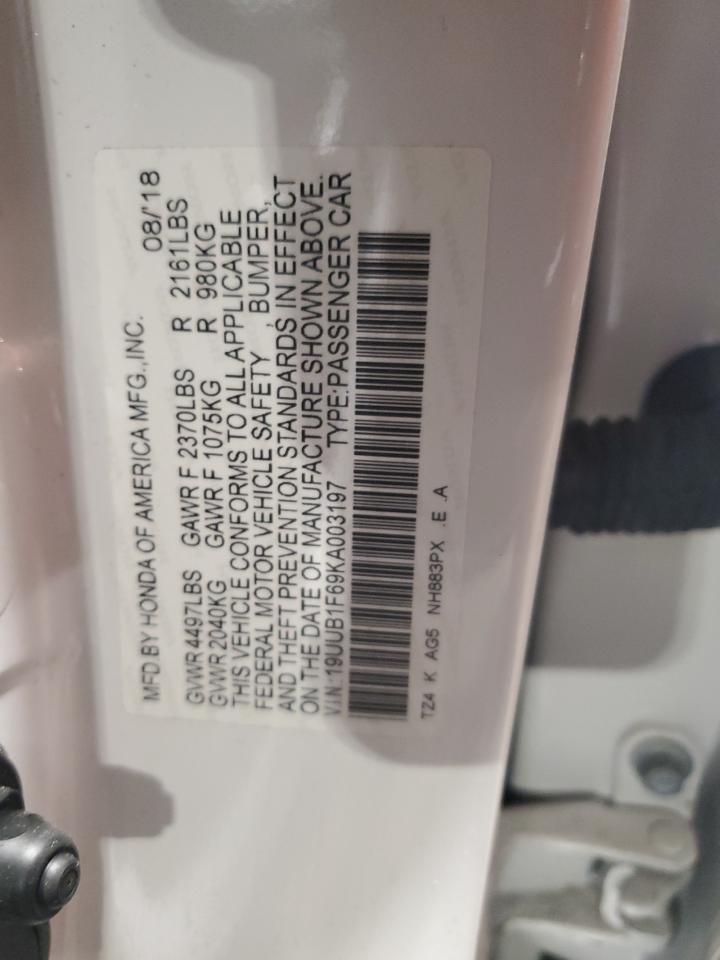 MFD.BY HONDA OF AMERICA MFG.,INC. 08/'18
GVWR 4497LBS GAWR F 2370LBS R 2161LBS
GVWR 2040KG GAWR F 1075KG R 980KG
THIS VEHICLE CONFORMS TO ALL APPLICABLE
FEDERAL MOTOR VEHICLE SAFETY , BUMPER,
AND THEFT PREVENTION STANDARDS IN EFFECT
ON THE DATE OF MANUFACTURE SHOWN ABOVE.
V.I.N.:19UUB1F69KA003197 TYPE:PASSENGER CAR
TZ4 K AG5 NH883PX .E .A